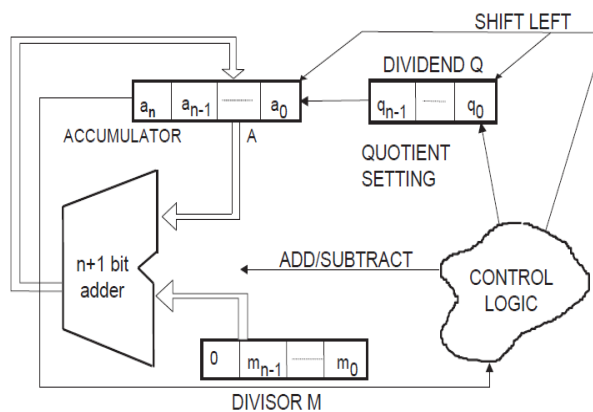 SHIFT LEFT
DIVIDEND Q
aₙ aₙ₋₁ a₀
qₙ₋₁ q₀
ACCUMULATOR A
QUOTIENT
SETTING
n+1 bit
adder
ADD/SUBTRACT
CONTROL
LOGIC
0 mₙ₋₁ m₀
DIVISOR M